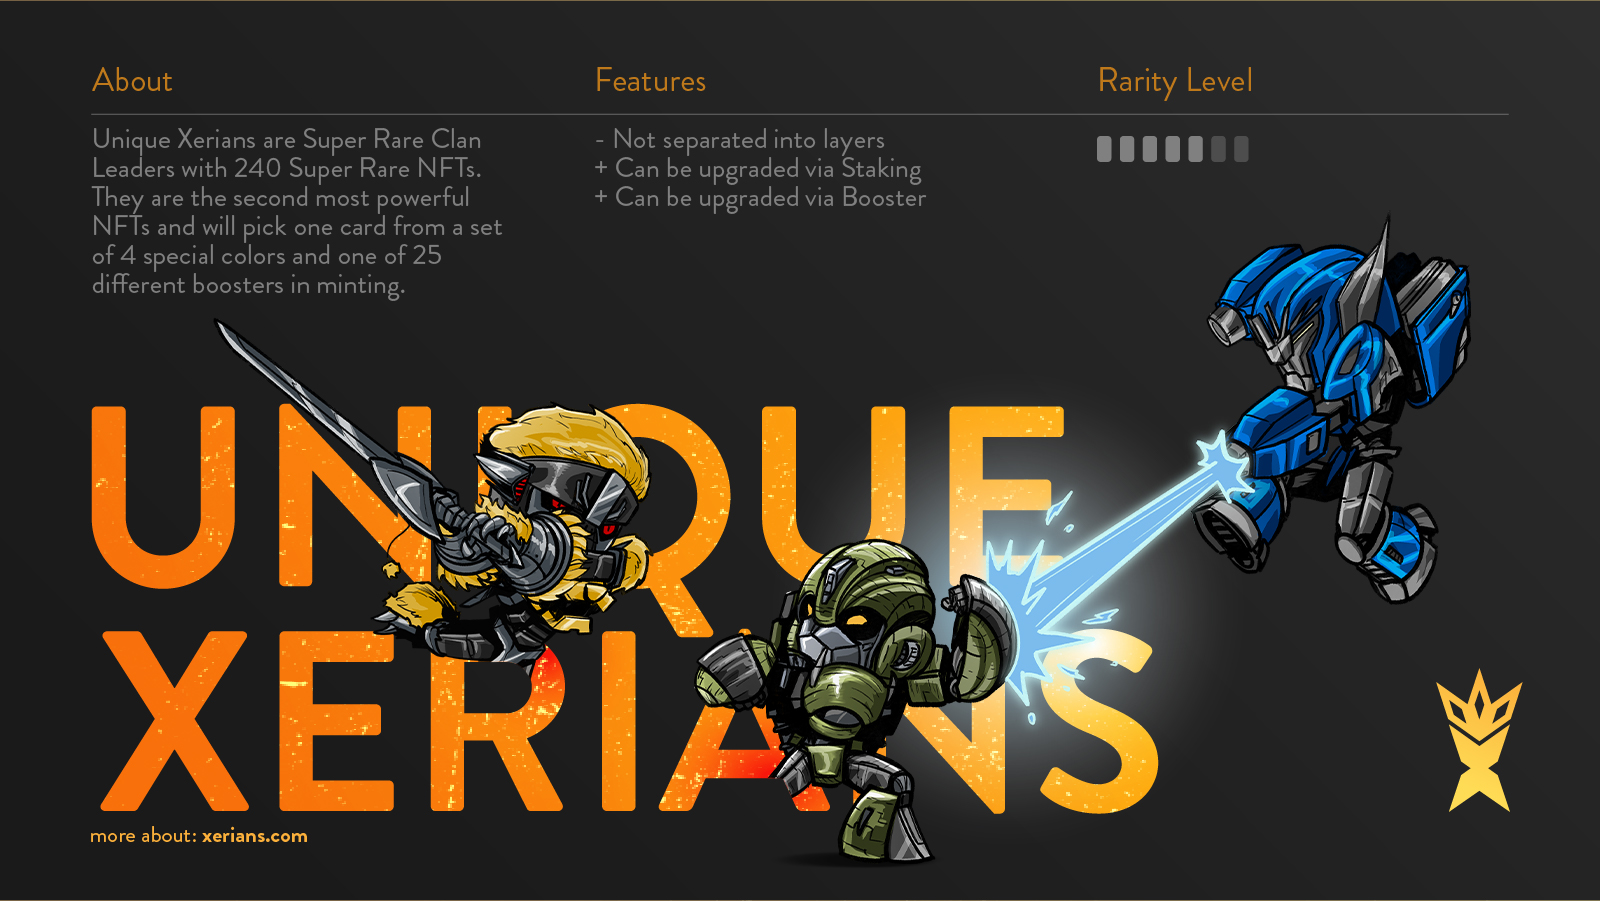 About
Unique Xerians are Super Rare Clan
Leaders with 240 Super Rare NFTs.
They are the second most powerful
NFTs and will pick one card from a set
of 4 special colors and one of 25
different boosters in minting.
Features
- Not separated into layers
+ Can be upgraded via Staking
+ Can be upgraded via Booster
Rarity Level
UNIQUE
XERIANS
more about: xerians.com